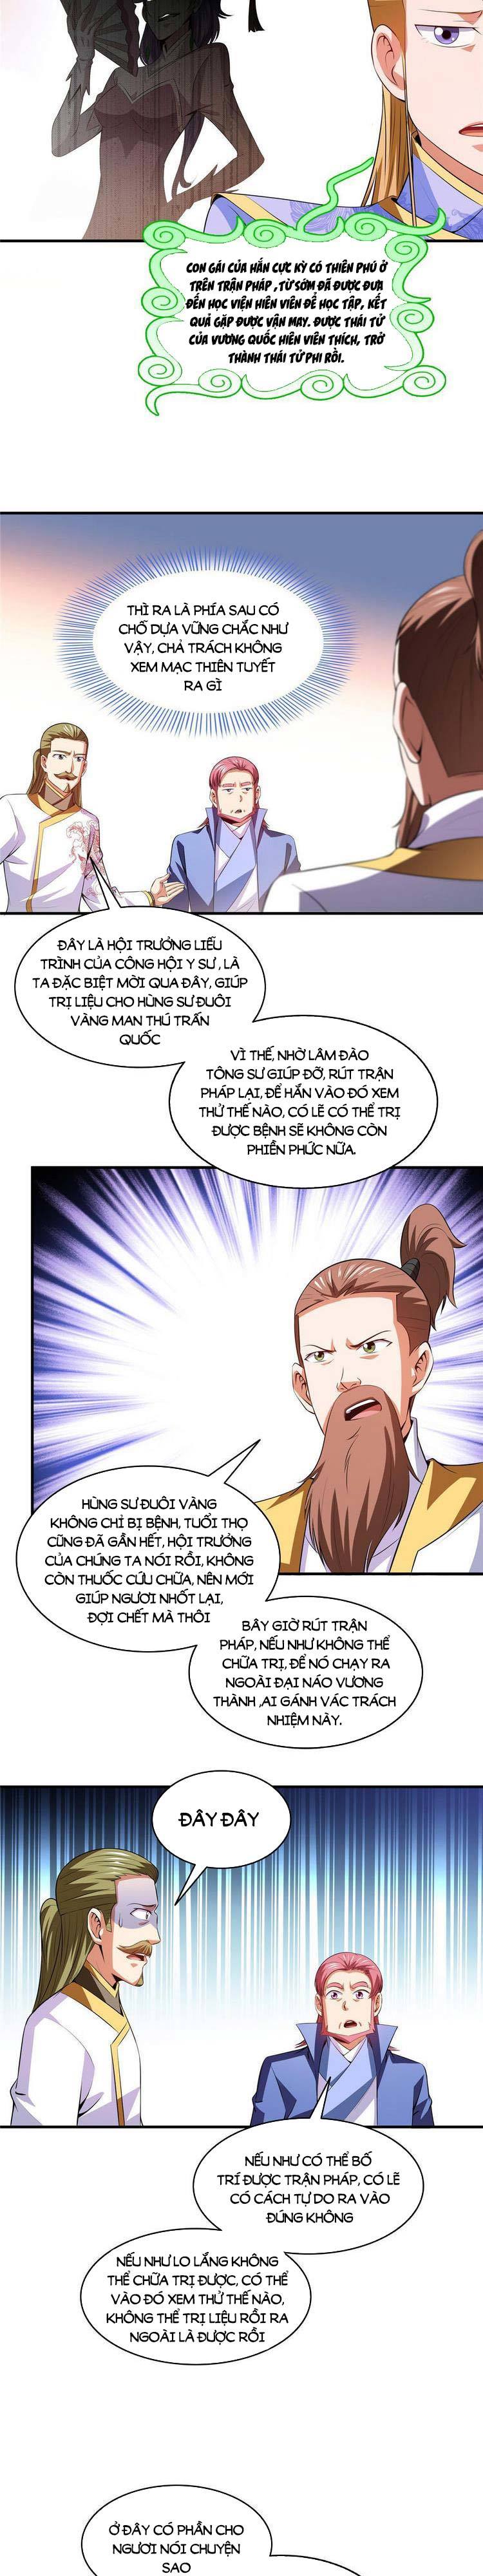 CON GÁI CỦA HẮN CỰC KỲ CÓ THIÊN PHÚ Ở
TRÊN TRẬN PHÁP ,TỪ SỚM ĐÃ ĐƯỢC ĐƯA
ĐẾN HỌC VIỆN HIÊN VIÊN ĐỂ HỌC TẬP, KẾT
QUẢ GẶP ĐƯỢC VẬN MAY. ĐƯỢC THÁI TỬ
CỦA VƯƠNG QUỐC HIÊN VIÊN THÍCH, TRỞ
THÀNH THÁI TỬ PHI RỒI.
THÌ RA LÀ PHÍA SAU CÓ
CHỖ DỰA VỮNG CHẮC NHƯ
VẬY, CHẢ TRÁCH KHÔNG
XEM MẠC THIÊN TUYẾT
RA GÌ
ĐÂY LÀ HỘI TRƯỞNG LIỄU
TRÌNH CỦA CÔNG HỘI Y SƯ , LÀ
TA ĐẶC BIỆT MỜI QUA ĐÂY, GIÚP
TRỊ LIỆU CHO HÙNG SƯ ĐUÔI
VÀNG MAN THÚ TRẤN
QUỐC
VÌ THẾ, NHỜ LÂM ĐÀO
TÔNG SƯ GIÚP ĐỠ, RÚT TRẬN
PHÁP LẠI, ĐỂ HẮN VÀO ĐÓ XEM
THỬ THẾ NÀO, CÓ LẼ CÓ THỂ TRỊ
ĐƯỢC BỆNH SẼ KHÔNG CÒN
PHIỀN PHỨC NỮA.
HÙNG SƯ ĐUÔI VÀNG
KHÔNG CHỈ BỊ BỆNH, TUỔI THỌ
CŨNG ĐÃ GẦN HẾT, HỘI TRƯỞNG
CỦA CHÚNG TA NÓI RỒI, KHÔNG
CÒN THUỐC CỨU CHỮA, NÊN MỚI
GIÚP NGƯƠI NHỐT LẠI,
ĐỢI CHẾT MÀ THÔI
BÂY GIỜ RÚT TRẬN
PHÁP, NẾU NHƯ KHÔNG THỂ
CHỮA TRỊ, ĐỂ NÓ CHẠY RA
NGOÀI ĐẠI NÁO VƯƠNG
THÀNH ,AI GÁNH VÁC TRÁCH
NHIỆM NÀY.
ĐÂY ĐÂY
NẾU NHƯ CÓ THỂ BỐ
TRÍ ĐƯỢC TRẬN PHÁP, CÓ LẼ
CÓ CÁCH TỰ DO RA VÀO
ĐÚNG KHÔNG
NẾU NHƯ LO LẮNG KHÔNG
THỂ CHỮA TRỊ ĐƯỢC, CÓ THỂ
VÀO ĐÓ XEM THỬ THẾ NÀO,
KHÔNG THỂ TRỊ LIỆU RỒI RA
NGOÀI LÀ ĐƯỢC RỒI
Ở ĐÂY CÓ PHẦN CHO
NGƯƠI NÓI CHUYỆN
SAO